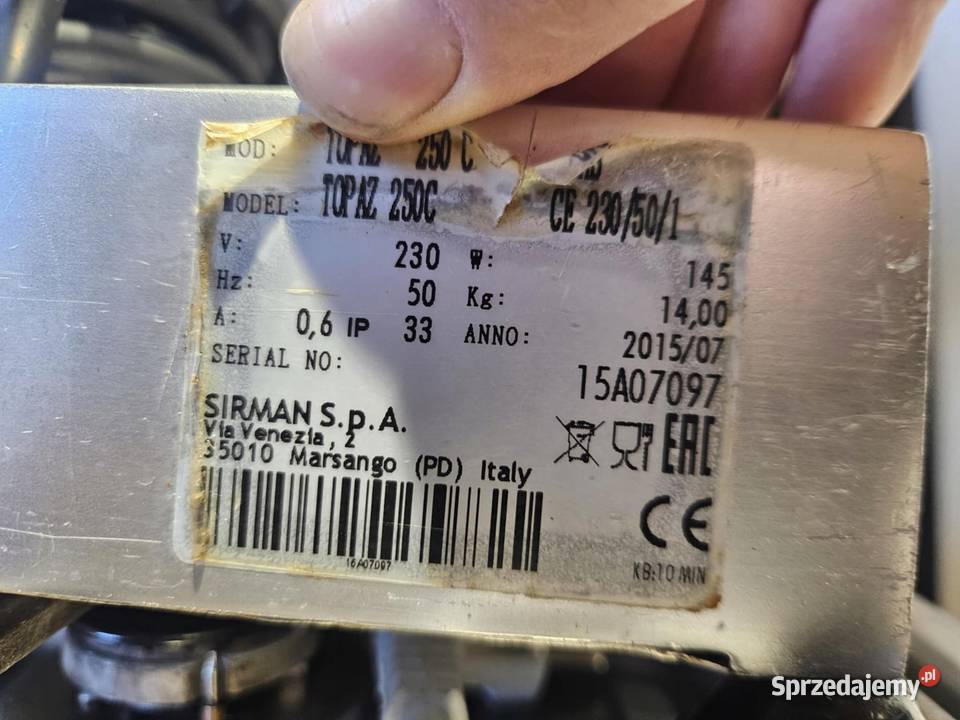 MOD: TOPAZ 250 C
MODEL: TOPAZ 250C CE 230/50/1
V: 230 W: 145
Hz: 50 Kg: 14,00
A: 0,6 IP 33 ANNO: 2015/07
SERIAL NO: 15A07097
SIRMAN S.p.A.
Via Venezia, 2
35010 Marsango (PD) Italy
EAC
CE
16A07097
KB:10 MIN
Sprzedajemy.pl